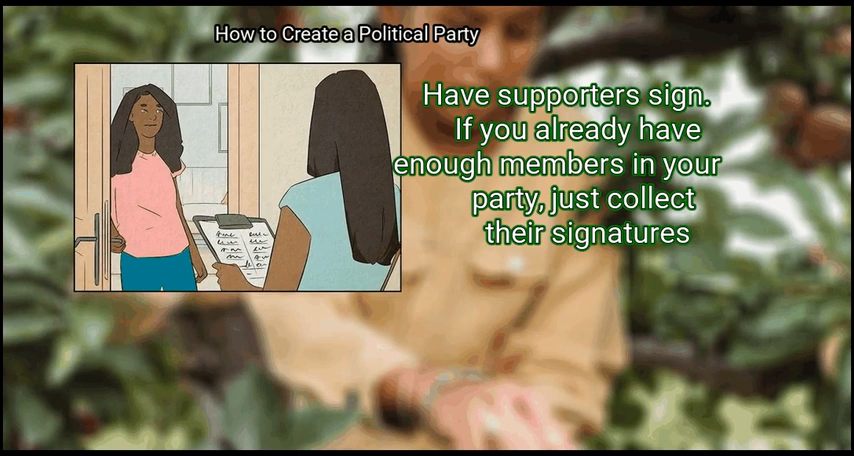 How to Create a Political Party
Have supporters sign.
If you already have
enough members in your
party, just collect
their signatures